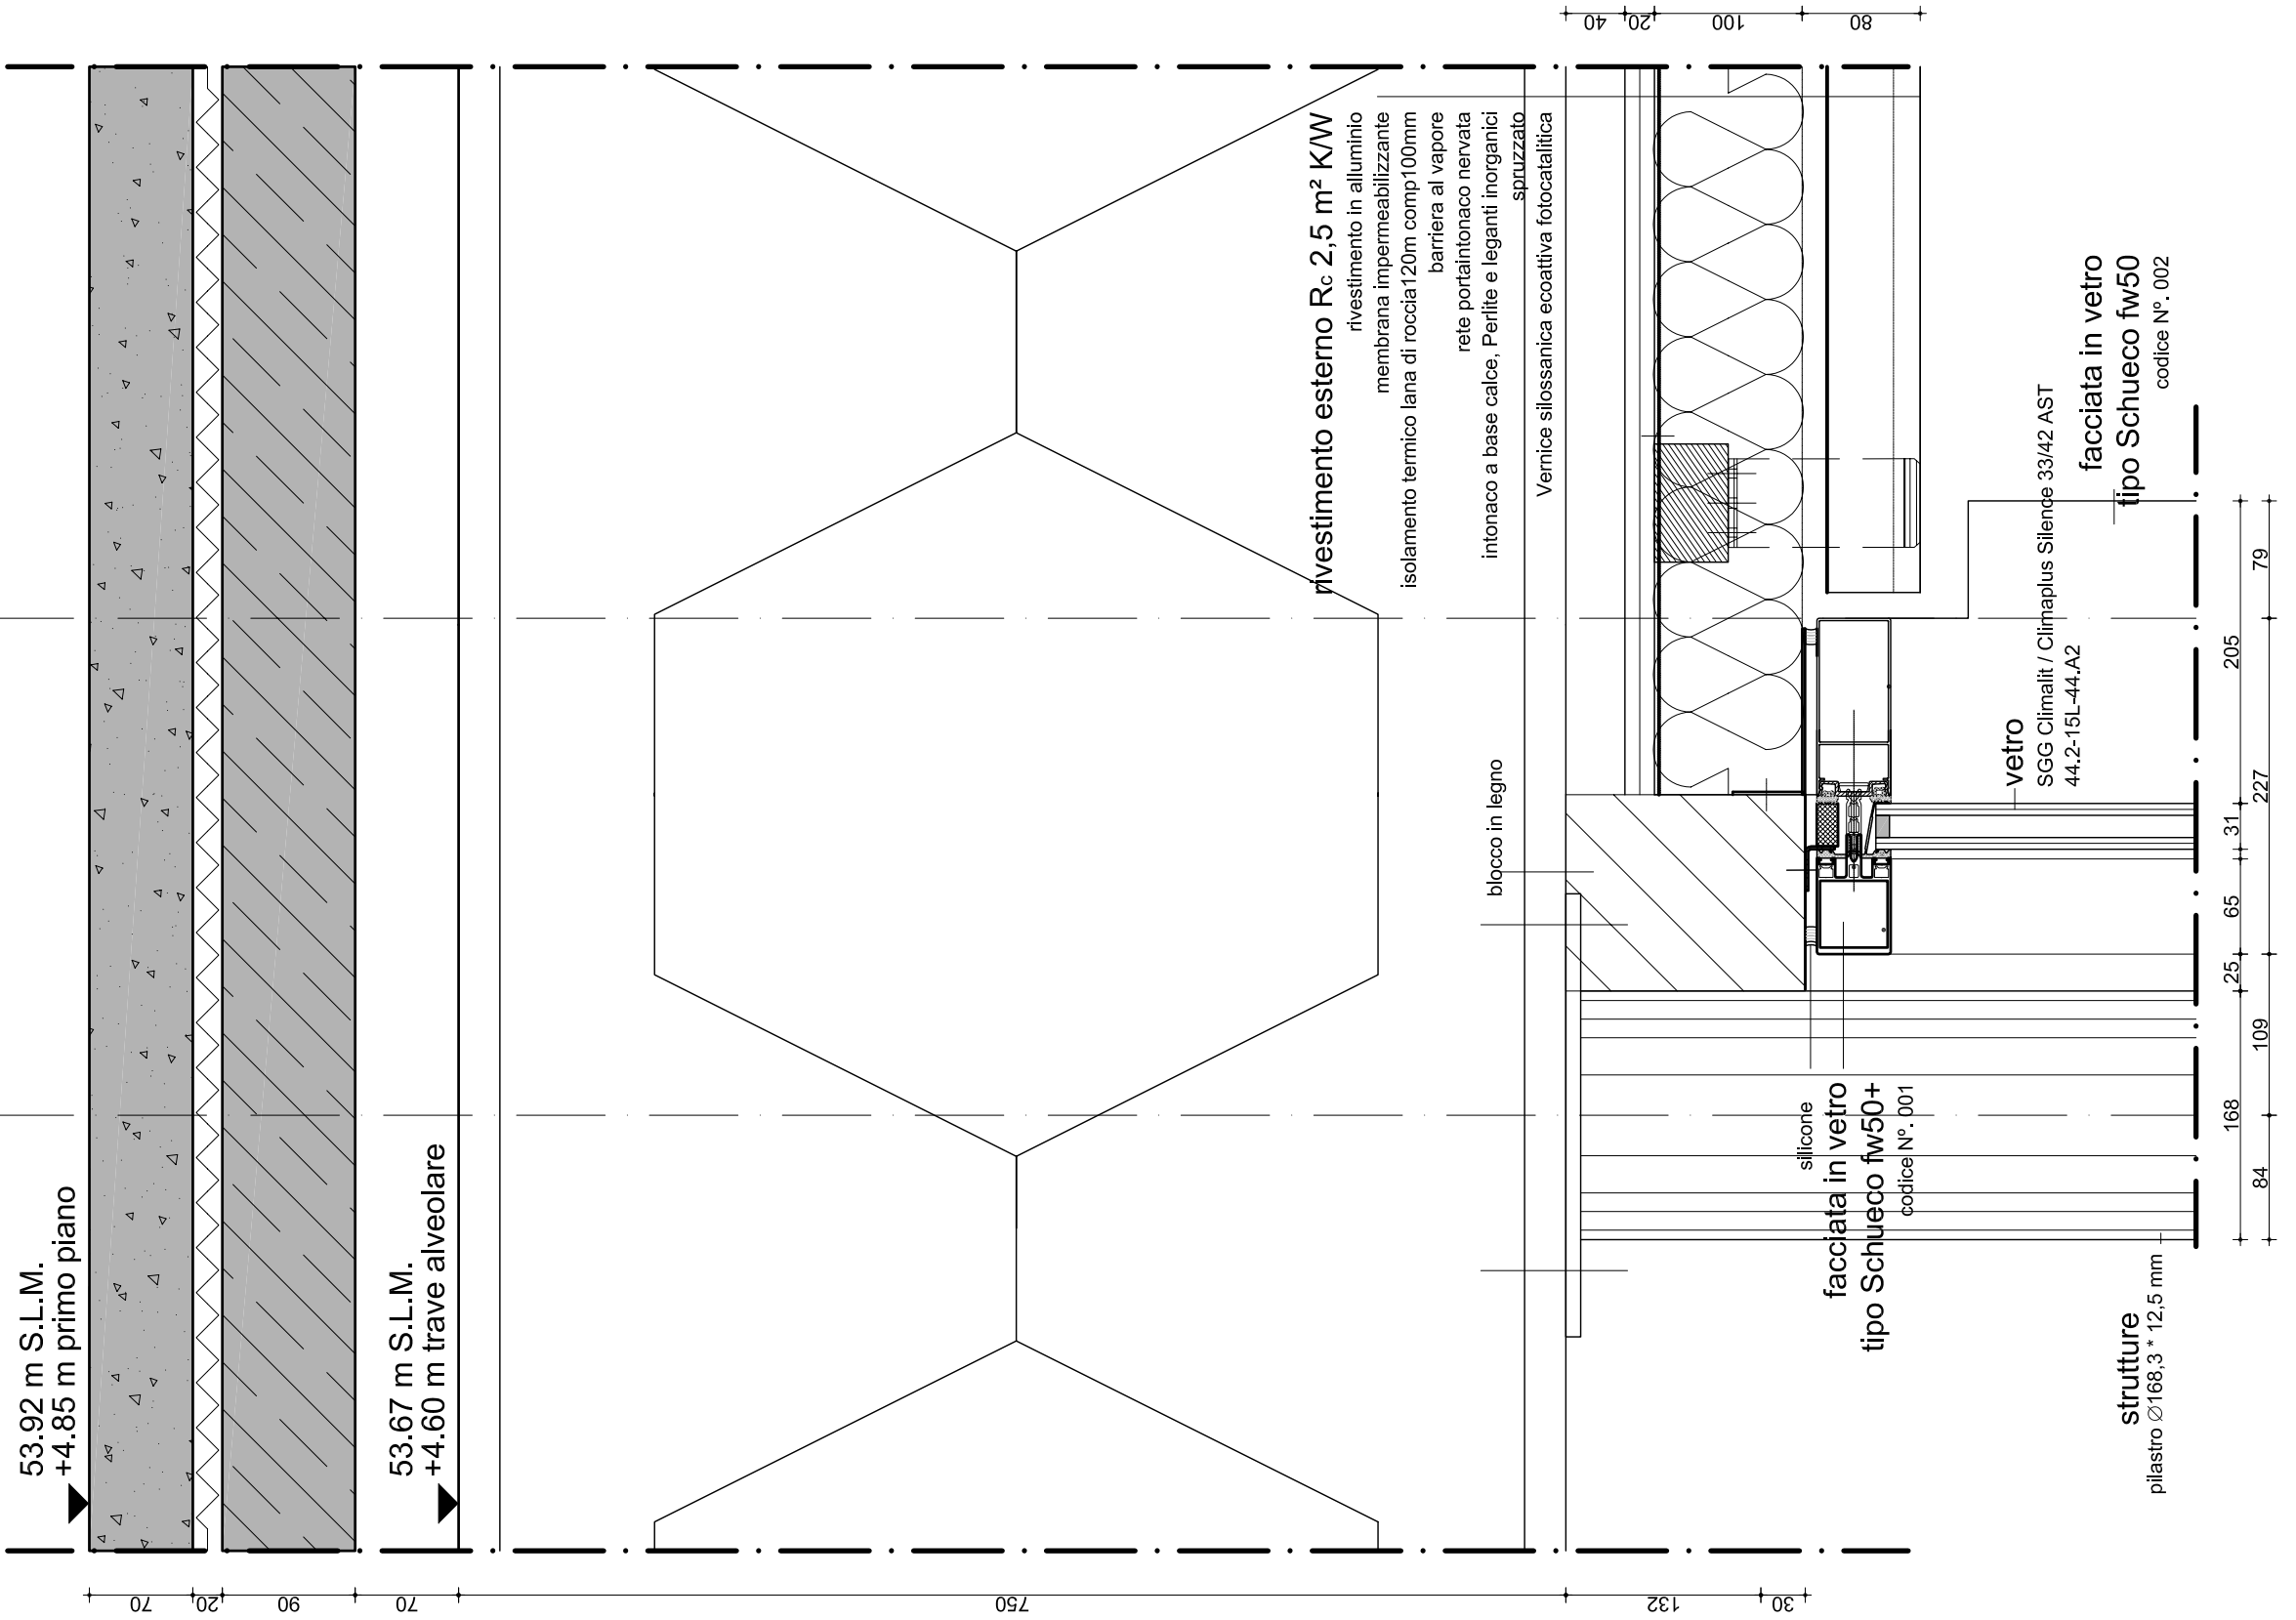 53.92 m S.L.M.
+4.85 m primo piano
53.67 m S.L.M.
+4.60 m trave alveolare
rivestimento esterno Rc 2,5 m² K/W
rivestimento in alluminio
membrana impermeabilizzante
isolamento termico lana di roccia120m comp100mm
barriera al vapore
rete portaintonaco nervata
intonaco a base calce, Perlite e leganti inorganici
spruzzato
Vernice silossanica ecoattiva fotocatalitica
blocco in legno
silicone
facciata in vetro
tipo Schueco fw50+
codice Nº. 001
vetro
SGG Climalit / Climaplus Silence 33/42 AST
44.2-15L-44.A2
facciata in vetro
tipo Schueco fw50
codice Nº. 002
strutture
pilastro Ø168,3 * 12,5 mm
70
20
90
70
750
132
30
40
20
100
80
168
25
65
31
205
84
109
227
79